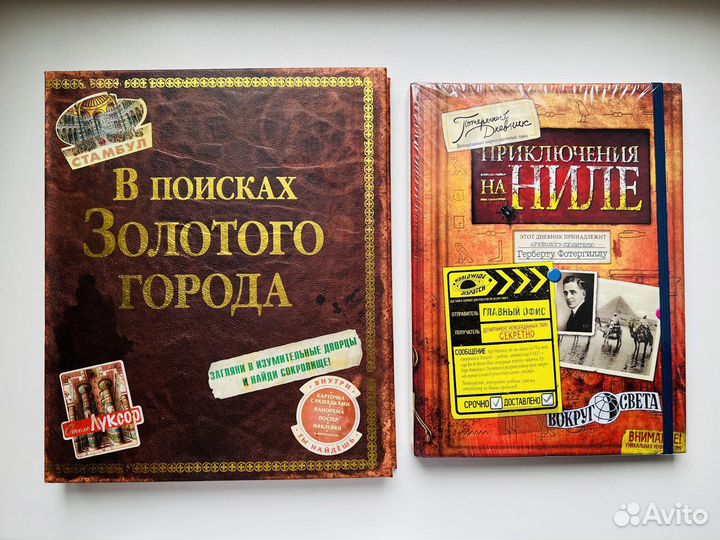 СТАМБУЛ
В ПОИСКАХ
ЗОЛОТОГО
ГОРОДА
ЗАГЛЯНИ В ИЗУМИТЕЛЬНЫЕ ДВОРЦЫ
И НАЙДИ СОКРОВИЩЕ!
Луксор
ВНУТРИ
КАРТОЧКА
С РАЗГАДКАМИ
ПАНОРАМА
ПОСТЕР
НАКЛЕЙКИ
ТЫ НАЙДЁШЬ
Потерянный
Дневник
ПРИКЛЮЧЕНИЯ
НА НИЛЕ
ЭТОТ ДНЕВНИК ПРИНАДЛЕЖИТ
АРХЕОЛОГУ-ЛЮБИТЕЛЮ
Герберту Фотергиллу
WORLDWIDE
DISPATCH
ОТПРАВИТЕЛЬ ГЛАВНЫЙ ОФИС
ПОЛУЧАТЕЛЬ
СЕКРЕТНО
СООБЩЕНИЕ
СРОЧНО ДОСТАВЛЕНО
ВОКРУГ СВЕТА
ВНИМАНИЕ!
Avito